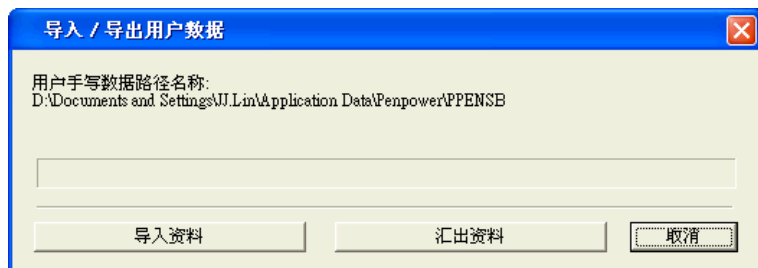 导入 / 导出用户数据
用户手写数据路径名称:
D:\Documents and Settings\JJ.Lin\Application Data\Penpower\PPENSB
导入资料
汇出资料
取消